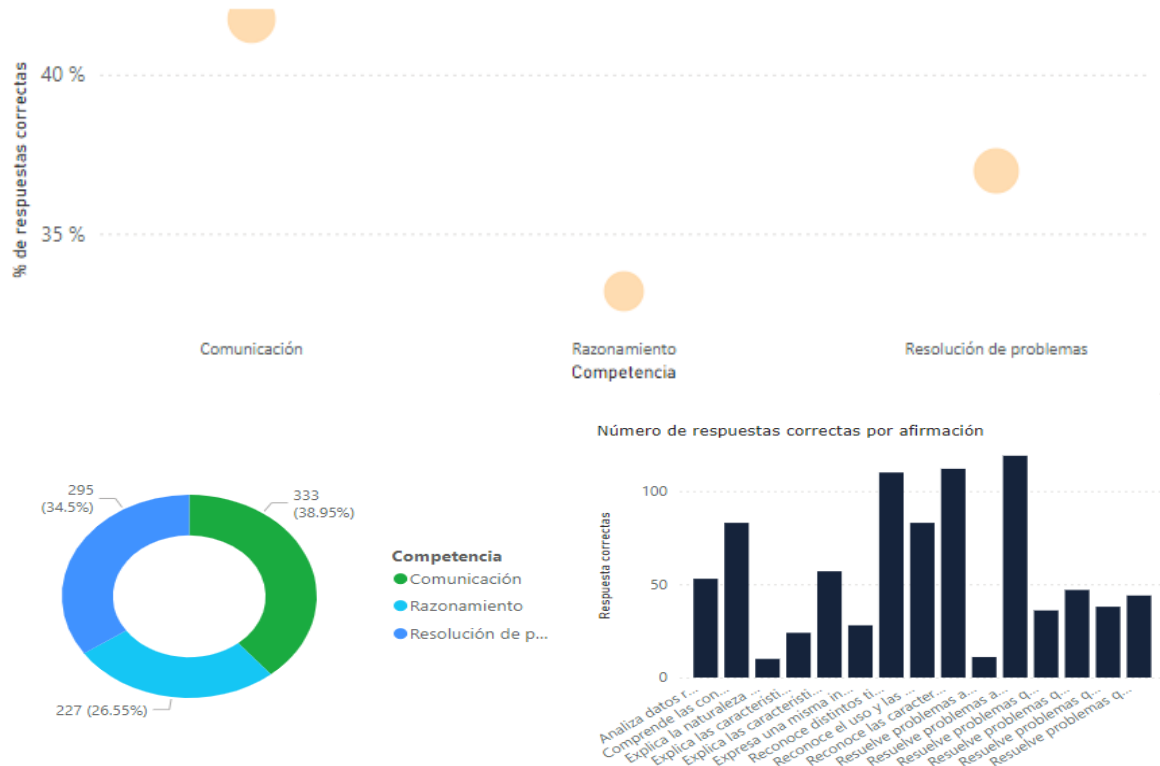 % de respuestas correctas
40 %
35 %
Comunicación
Razonamiento
Resolución de problemas
Competencia
295
(34.5%)
333
(38.95%)
227 (26.55%)
Competencia
Comunicación
Razonamiento
Resolución de p...
Número de respuestas correctas por afirmación
Respuesta correctas
100
50
0
Analiza datos r...
Comprende las con...
Explica la naturaleza ...
Explica las caracteristi...
Explica las caracteristi...
Expresa una misma in...
Reconoce distintos ti...
Reconoce el uso y las ...
Reconoce las caracter...
Resuelve problemas a...
Resuelve problemas a...
Resuelve problemas q...
Resuelve problemas q...
Resuelve problemas q...
Resuelve problemas q...